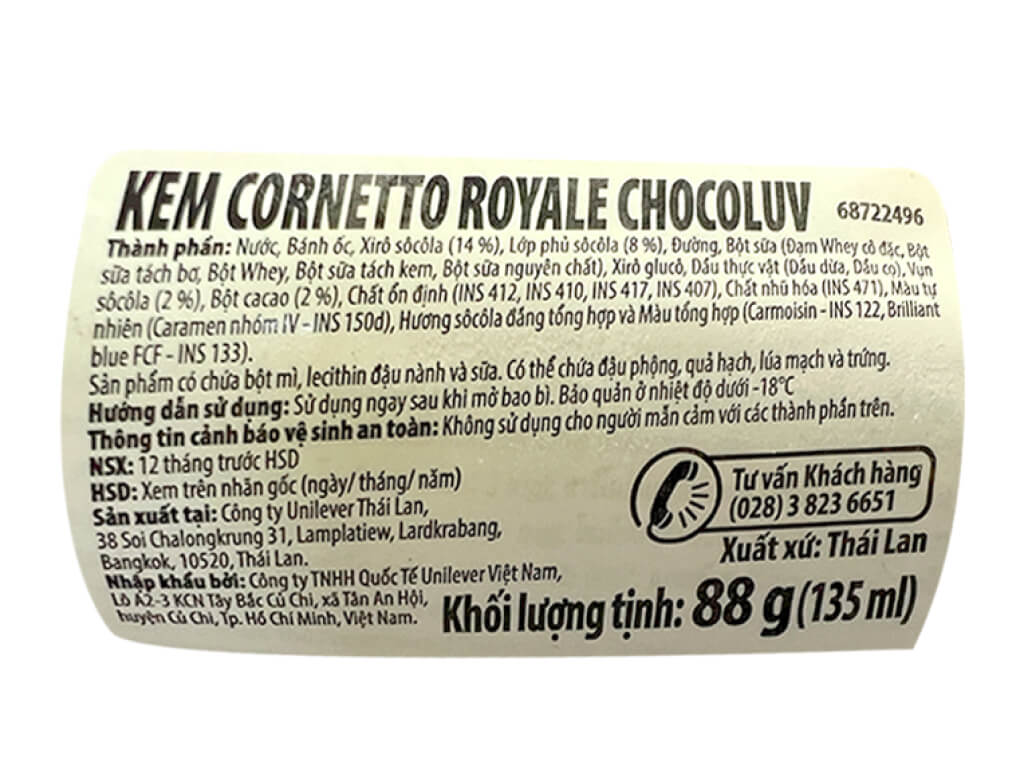 KEM CORNETTO ROYALE CHOCOLUV 68722496
Thành phần: Nước, Bánh ốc, Xirô sôcôla (14 %), Lớp phủ sôcôla (8 %), Đường, Bột sữa (Đạm Whey cô đặc, Bột
sữa tách bơ, Bột Whey, Bột sữa tách kem, Bột sữa nguyên chất), Xirô glucô, Dầu thực vật (Dầu dừa, Dầu cọ), Vụn
sôcôla (2 %), Bột cacao (2 %), Chất ổn định (INS 412, INS 410, INS 417, INS 407), Chất nhũ hóa (INS 471), Màu tự
nhiên (Caramen nhóm IV - INS 150d), Hương sôcôla đắng tổng hợp và Màu tổng hợp (Carmoisin - INS 122, Brilliant
blue FCF - INS 133).
Sản phẩm có chứa bột mì, lecithin đậu nành và sữa. Có thể chứa đậu phộng, quả hạch, lúa mạch và trứng.
Hướng dẫn sử dụng: Sử dụng ngay sau khi mở bao bì. Bảo quản ở nhiệt độ dưới -18°C
Thông tin cảnh báo vệ sinh an toàn: Không sử dụng cho người mẫn cảm với các thành phần trên.
NSX: 12 tháng trước HSD
HSD: Xem trên nhãn gốc (ngày/ tháng/ năm)
Sản xuất tại: Công ty Unilever Thái Lan,
38 Soi Chalongkrung 31, Lamplatiew, Lardkrabang,
Bangkok, 10520, Thái Lan.
Nhập khẩu bởi: Công ty TNHH Quốc Tế Unilever Việt Nam,
Lô A2-3 KCN Tây Bắc Củ Chi, xã Tân An Hội,
huyện Củ Chi, Tp. Hồ Chí Minh, Việt Nam.
Tư vấn Khách hàng
(028) 3 823 6651
Xuất xứ: Thái Lan
Khối lượng tịnh: 88 g (135 ml)